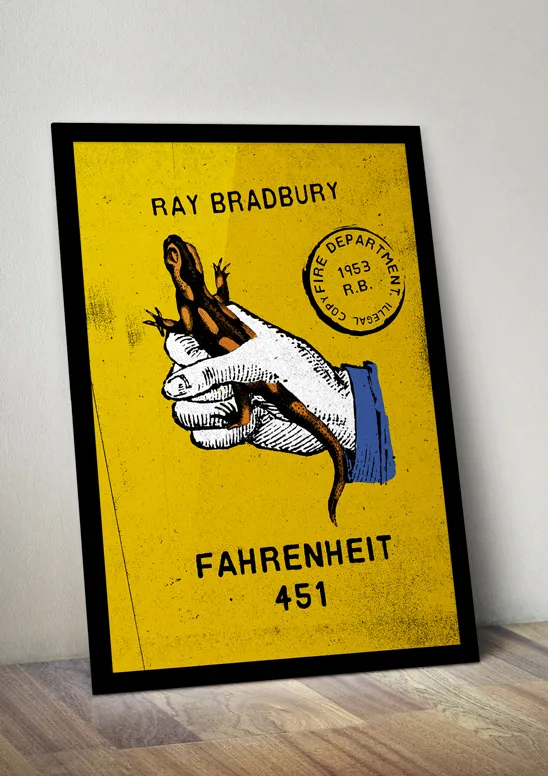 RAY BRADBURY
FIRE DEPARTMENT
1953
R.B.
ILLEGAL COPY
FAHRENHEIT
451